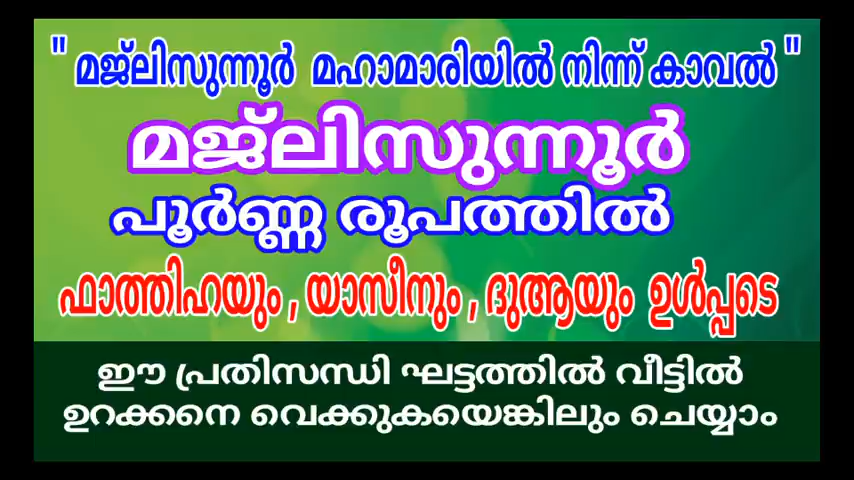 " മജ്ലിസുന്നൂർ മഹാമാരിയിൽ നിന്ന് കാവൽ "
മജ്ലിസുന്നൂർ
പൂർണ്ണ രൂപത്തിൽ
ഫാത്തിഹയും , യാസീനും , ദുആയും ഉൾപ്പടെ
ഈ പ്രതിസന്ധി ഘട്ടത്തിൽ വീട്ടിൽ
ഉറക്കനെ വെക്കുകയെങ്കിലും ചെയ്യാം